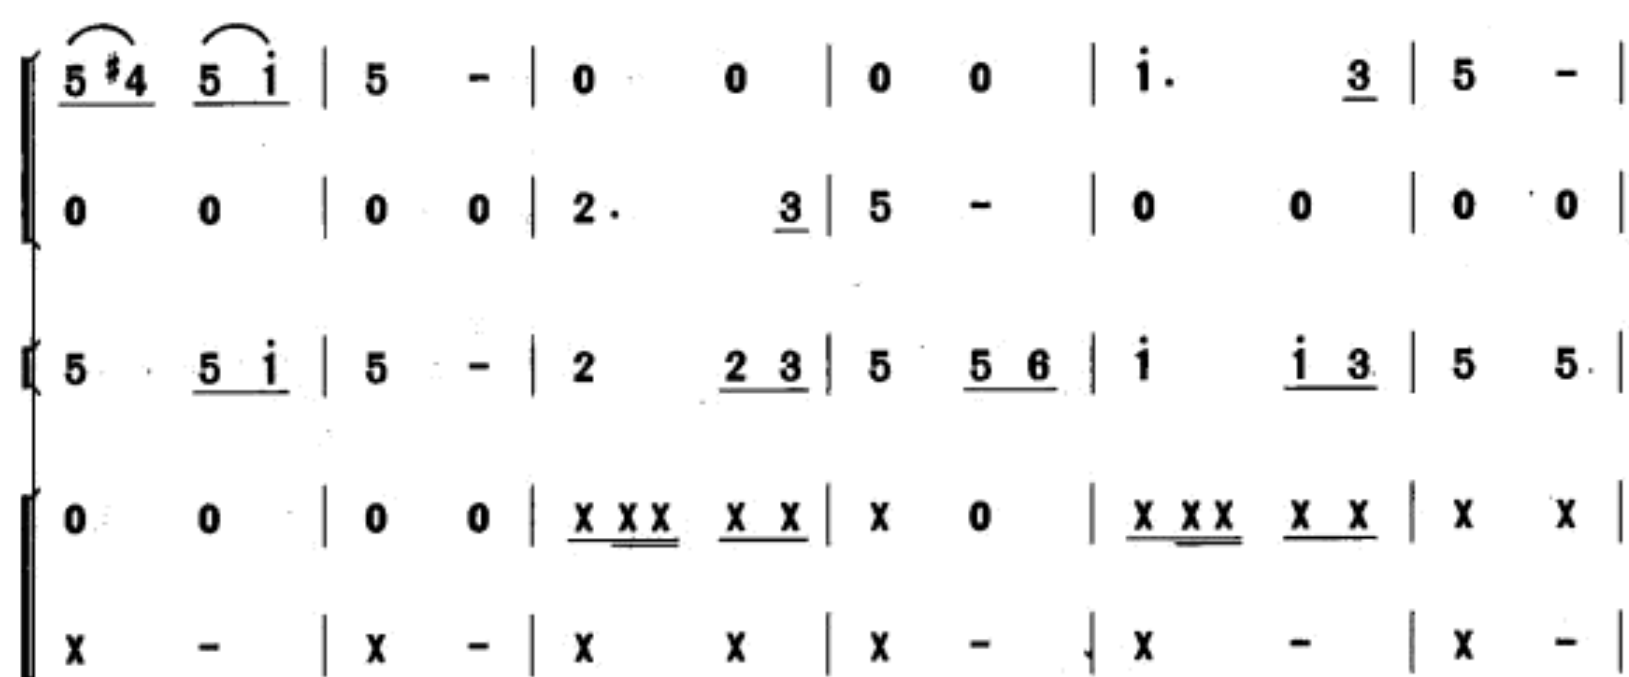 5 #4 5 i | 5 - | 0 0 | 0 0 | i. 3 | 5 - |
0 0 | 0 0 | 2. 3 | 5 - | 0 0 | 0 0 |
5 5 i | 5 - | 2 2 3 | 5 5 6 | i i 3 | 5 5 |
0 0 | 0 0 | X X X X X | X 0 | X X X X X | X X |
X - | X - | X X | X - | X - | X - |